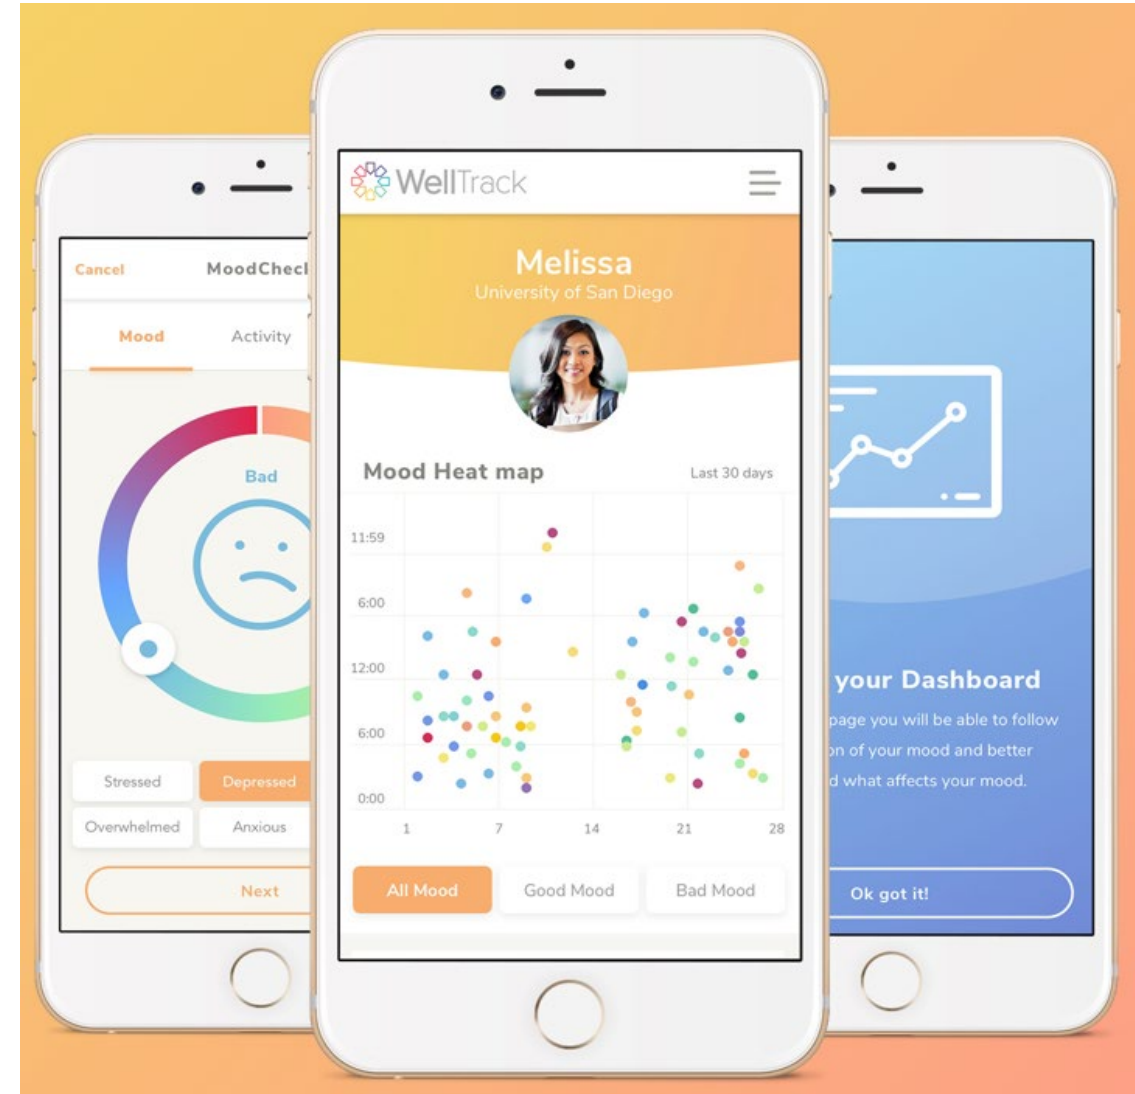 Cancel
MoodChec
Mood
Activity
Bad
Stressed
Depressed
Overwhelmed
Anxious
Next
WellTrack
Melissa
University of San Diego
Mood Heat map
Last 30 days
11:59
6:00
12:00
6:00
0:00
1 7 14 21 28
All Mood
Good Mood
Bad Mood
your Dashboard
page you will be able to follow
of your mood and better
what affects your mood.
Ok got it!